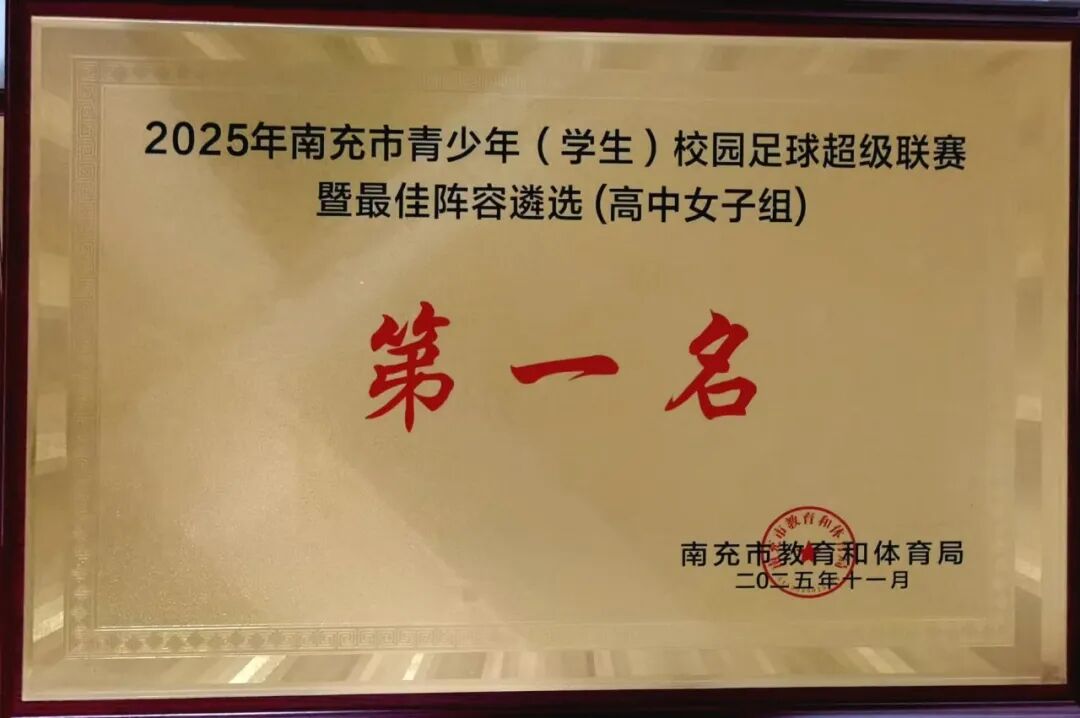 2025年南充市青少年（学生）校园足球超级联赛
暨最佳阵容遴选(高中女子组)
第一名
南充市教育和体育局
二0二五年十一月